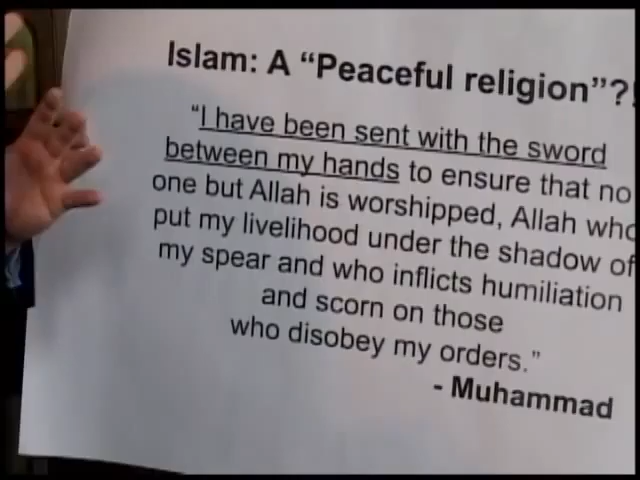 Islam: A “Peaceful religion”?!
“I have been sent with the sword
between my hands to ensure that no
one but Allah is worshipped, Allah who
put my livelihood under the shadow of
my spear and who inflicts humiliation
and scorn on those
who disobey my orders.”
- Muhammad